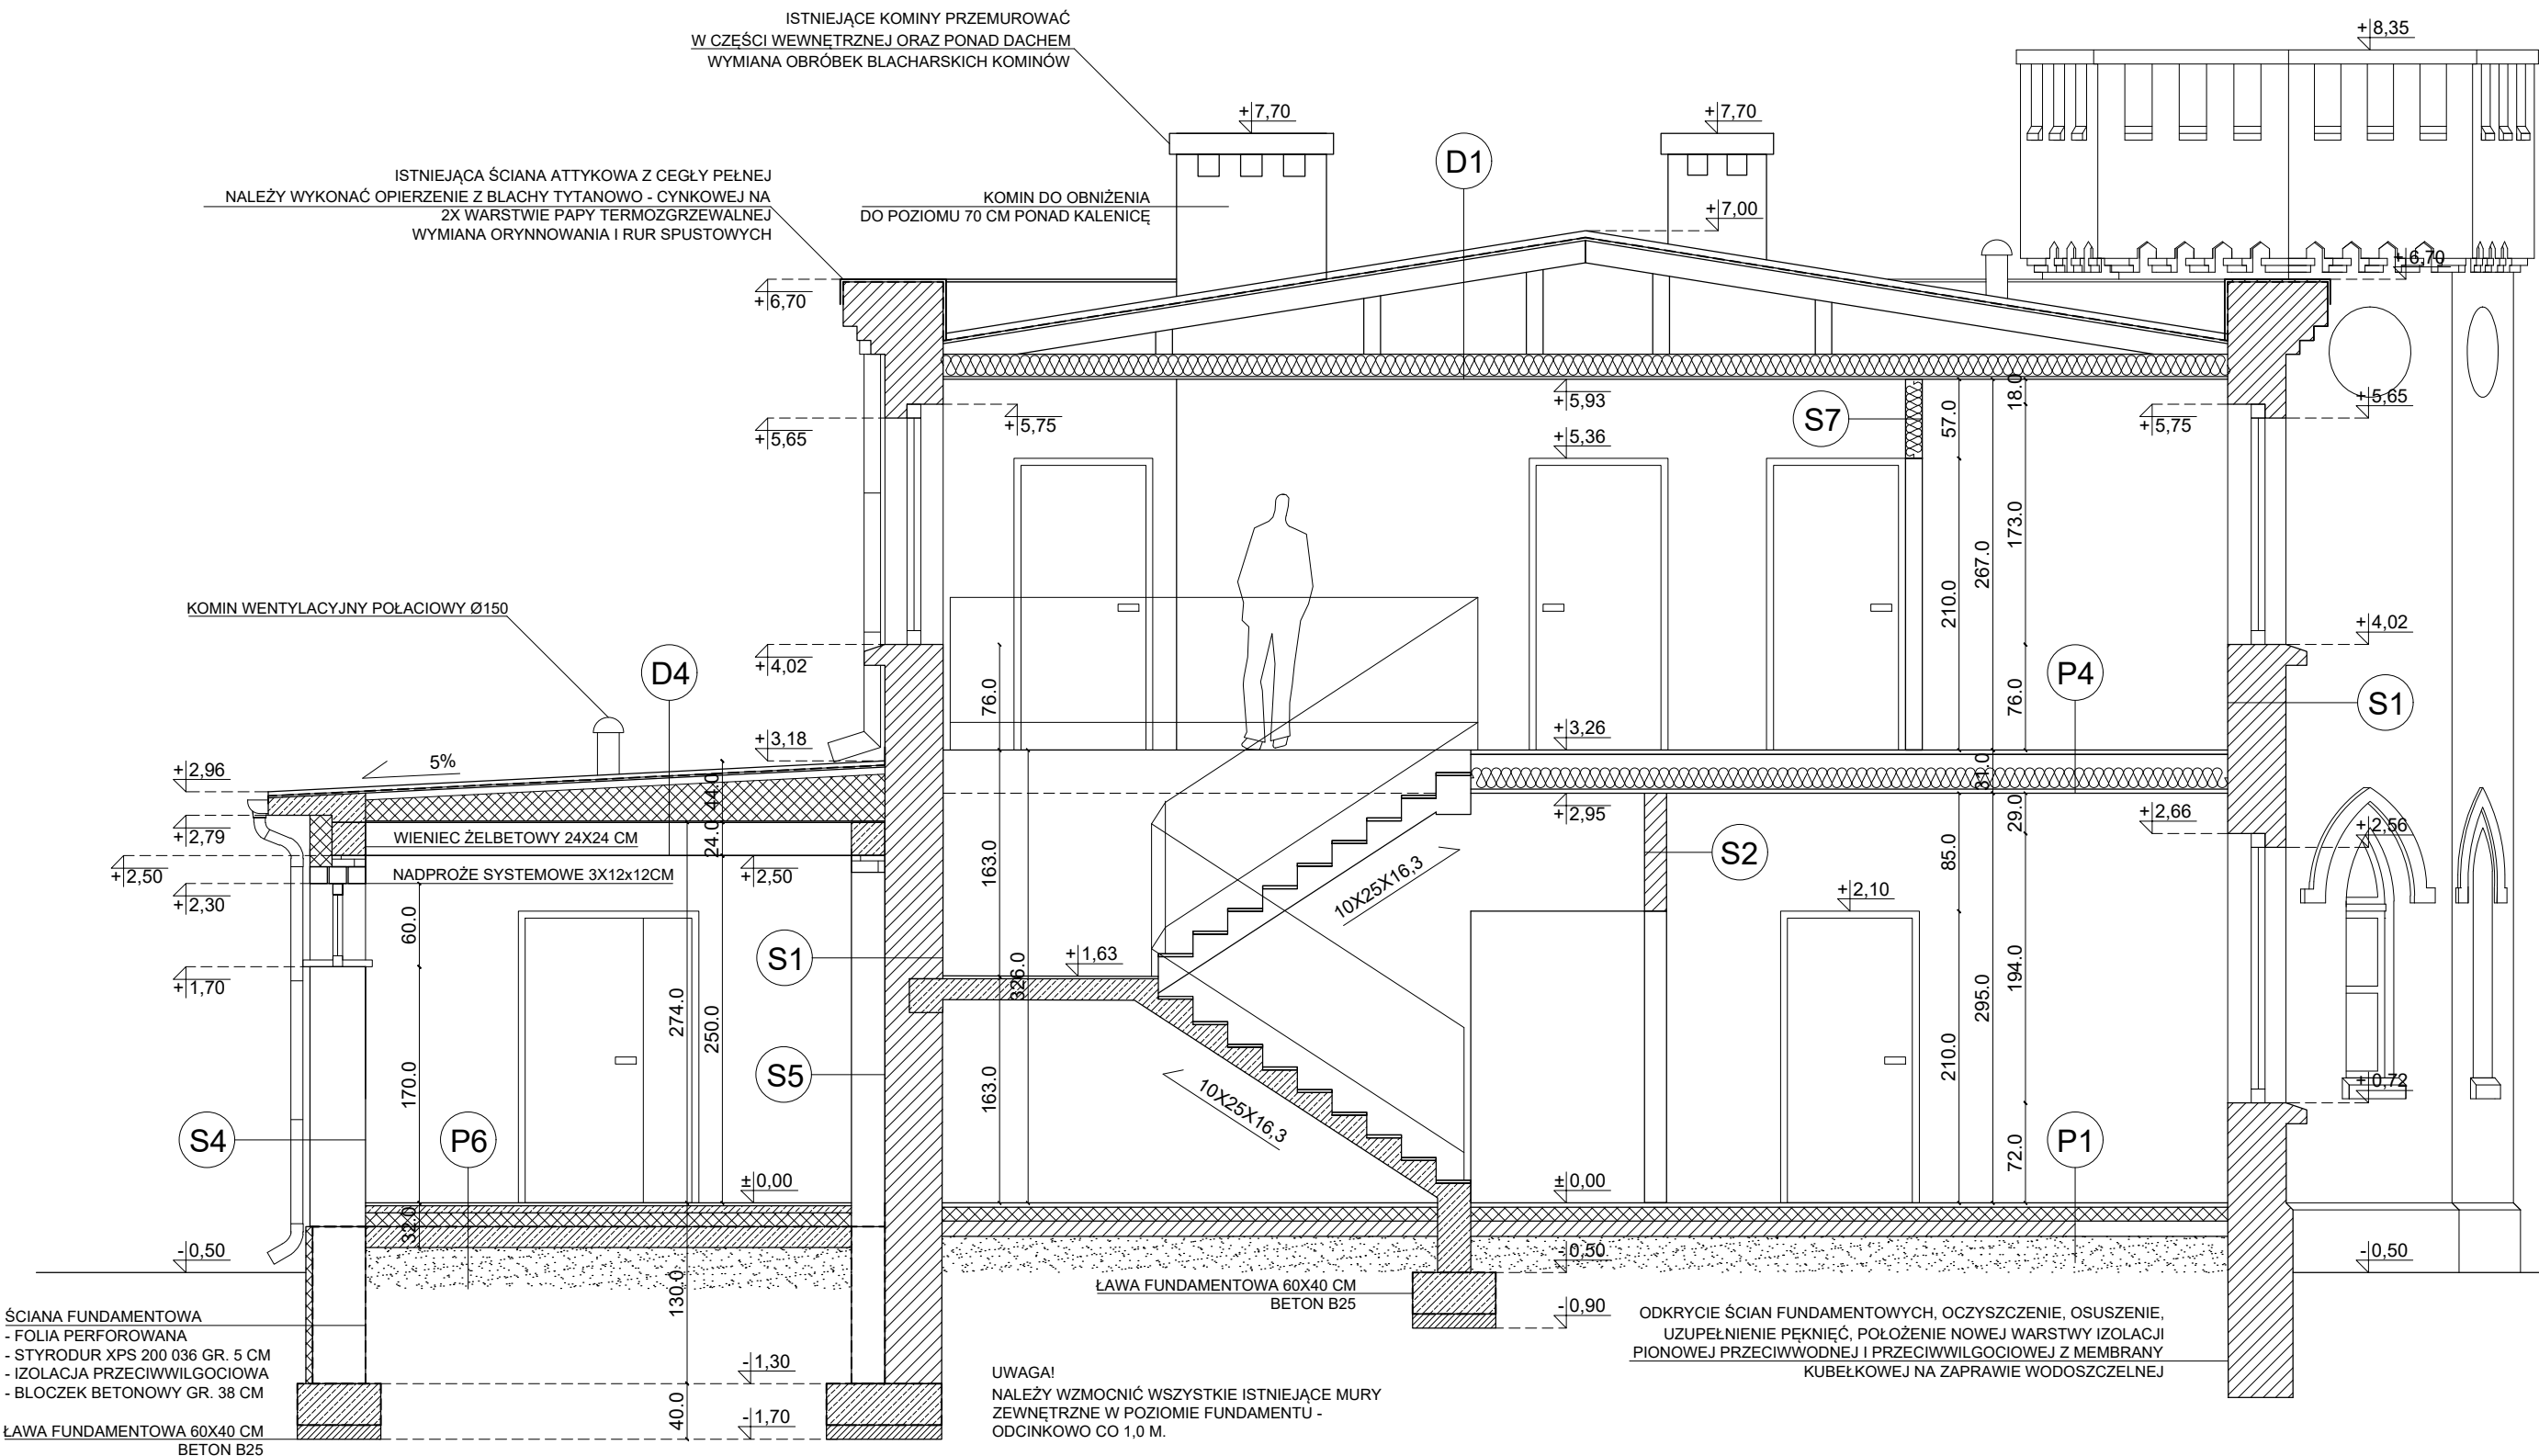 ISTNIEJĄCE KOMINY PRZEMUROWAĆ
W CZĘŚCI WEWNĘTRZNEJ ORAZ PONAD DACHEM
WYMIANA OBRÓBEK BLACHARSKICH KOMINÓW
+8,35
+7,70
+7,70
D1
ISTNIEJĄCA ŚCIANA ATTYKOWA Z CEGŁY PEŁNEJ
NALEŻY WYKONAĆ OPIERZENIE Z BLACHY TYTANOWO - CYNKOWEJ NA
2X WARSTWIE PAPY TERMOZGRZEWALNEJ
WYMIANA ORYNNOWANIA I RUR SPUSTOWYCH
KOMIN DO OBNIŻENIA
DO POZIOMU 70 CM PONAD KALENICĘ
+7,00
+6,70
+6,70
+5,93
+5,65
+5,75
+5,36
S7
57.0
18.0
+5,75
+5,65
173.0
267.0
210.0
KOMIN WENTYLACYJNY POŁACIOWY Ø150
D4
+4,02
+4,02
76.0
76.0
P4
S1
+3,18
+3,26
5%
+2,96
44.0
31.0
+2,95
29.0
+2,66
+2,56
+2,79
WIENIEC ŻELBETOWY 24X24 CM
24.0
+2,50
NADPROŻE SYSTEMOWE 3X12x12CM
+2,50
+2,30
163.0
S2
85.0
10X25X16,3
+2,10
60.0
S1
+1,63
326.0
+1,70
274.0
250.0
295.0
194.0
S5
170.0
163.0
10X25X16,3
210.0
+0,72
S4
P6
P1
72.0
±0,00
±0,00
32.0
-0,50
-0,50
-0,50
130.0
ŁAWA FUNDAMENTOWA 60X40 CM
BETON B25
-0,90
ŚCIANA FUNDAMENTOWA
- FOLIA PERFOROWANA
- STYRODUR XPS 200 036 GR. 5 CM
- IZOLACJA PRZECIWWILGOCIOWA
- BLOCZEK BETONOWY GR. 38 CM
-1,30
40.0
-1,70
ŁAWA FUNDAMENTOWA 60X40 CM
BETON B25
UWAGA!
NALEŻY WZMOCNIĆ WSZYSTKIE ISTNIEJĄCE MURY
ZEWNĘTRZNE W POZIOMIE FUNDAMENTU -
ODCINKOWO CO 1,0 M.
ODKRYCIE ŚCIAN FUNDAMENTOWYCH, OCZYSZCZENIE, OSUSZENIE,
UZUPEŁNIENIE PĘKNIĘĆ, POŁOŻENIE NOWEJ WARSTWY IZOLACJI
PIONOWEJ PRZECIWWODNEJ I PRZECIWWILGOCIOWEJ Z MEMBRANY
KUBEŁKOWEJ NA ZAPRAWIE WODOSZCZELNEJ